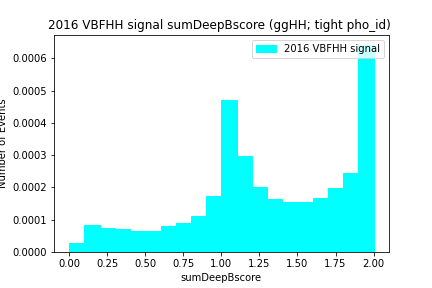 2016 VBFHH signal sumDeepBscore (ggHH; tight pho_id)
2016 VBFHH signal
Number of Events
0.0006
0.0005
0.0004
0.0003
0.0002
0.0001
0.0000
0.00 0.25 0.50 0.75 1.00 1.25 1.50 1.75 2.00
sumDeepBscore